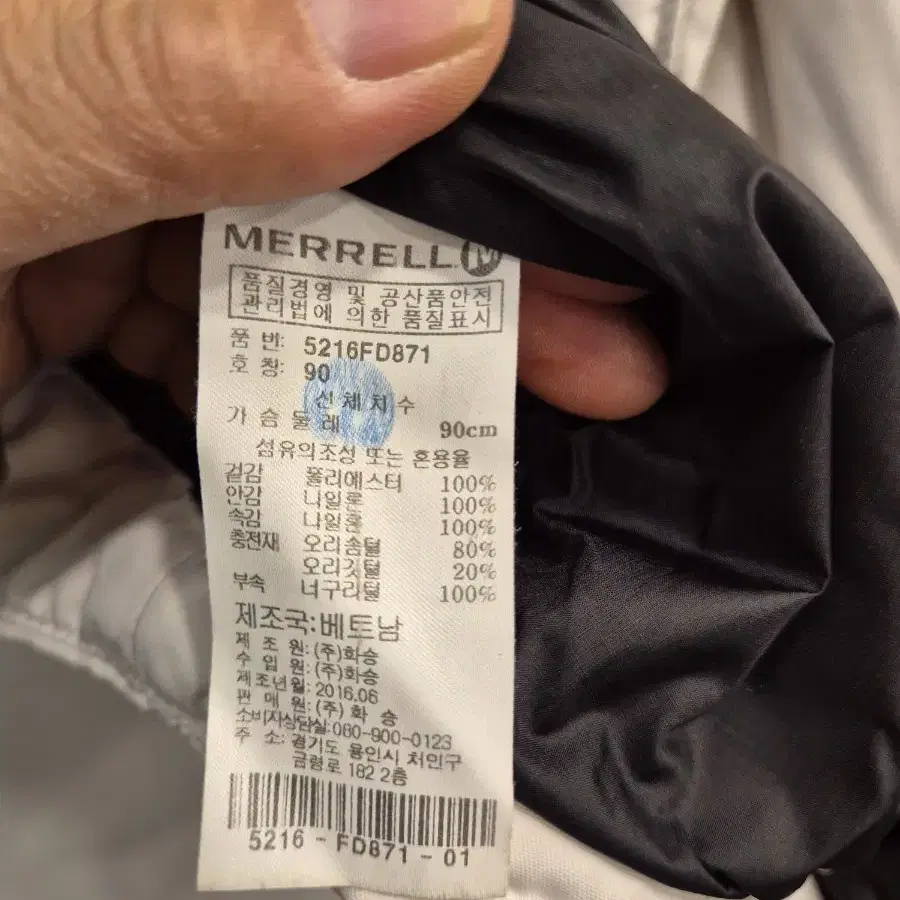 MERRELL M
품질경영 및 공산품안전
관리법에 의한 품질표시
품 번: 5216FD871
호 칭: 90
신체치수
가 슴 둘 레 90cm
섬유의조성 또는 혼용율
겉감 폴리에스터 100%
안감 나일론 100%
속감 나일론 100%
충전재 오리솜털 80%
오리깃털 20%
부속 너구리털 100%
제조국:베트남
제 조 원: (주)화승
수 입 원: (주)화승
제조년월: 2016.06
판 매 원: (주) 화 승
소비자상담실:080-900-0123
주 소: 경기도 용인시 처인구
금령로 182 2층
5216 - FD871 - 01